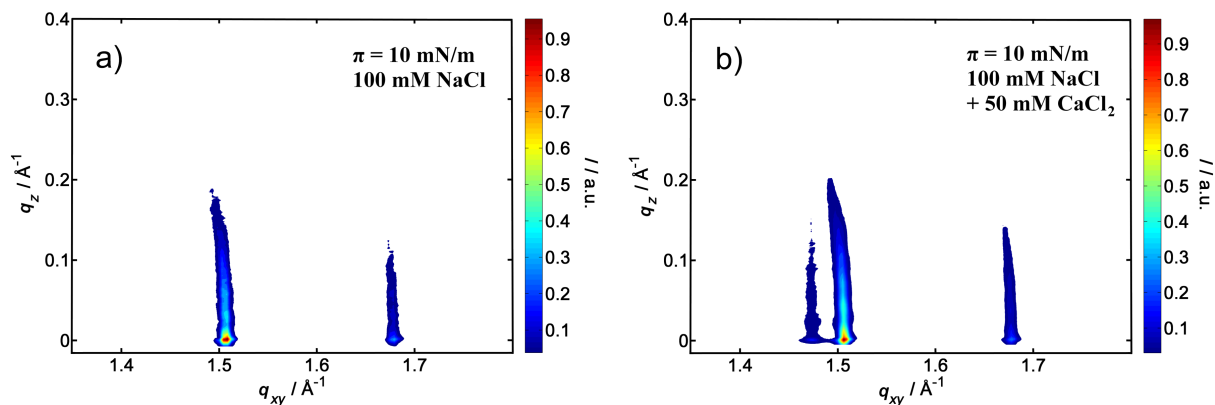 a)
π = 10 mN/m
100 mM NaCl
0.4
0.3
0.2
0.1
0
q_z / Å⁻¹
1.4 1.5 1.6 1.7
q_xy / Å⁻¹
0.9
0.8
0.7
0.6
0.5
0.4
0.3
0.2
0.1
I / a.u.
b)
π = 10 mN/m
100 mM NaCl
+ 50 mM CaCl₂
0.4
0.3
0.2
0.1
0
q_z / Å⁻¹
1.4 1.5 1.6 1.7
q_xy / Å⁻¹
0.9
0.8
0.7
0.6
0.5
0.4
0.3
0.2
0.1
I / a.u.